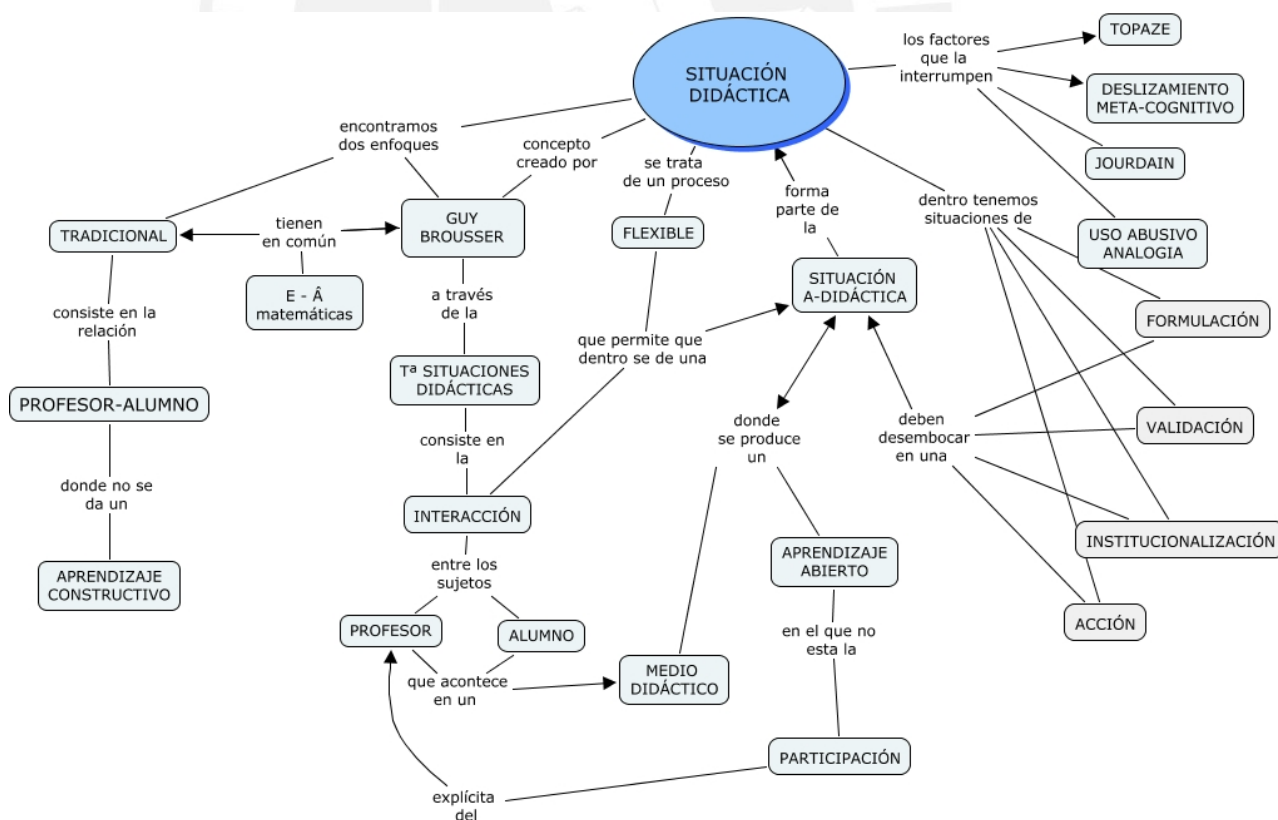 SITUACIÓN
DIDÁCTICA
los factores
que la
interrumpen
TOPAZE
DESLIZAMIENTO
META-COGNITIVO
JOURDAIN
USO ABUSIVO
ANALOGIA
encontramos
dos enfoques
concepto
creado por
se trata
de un proceso
forma
parte de
la
dentro tenemos
situaciones de
TRADICIONAL
tienen
en común
GUY
BROUSSER
FLEXIBLE
SITUACIÓN
A-DIDÁCTICA
E - Â
matemáticas
consiste en la
relación
a través
de la
que permite que
dentro se de una
FORMULACIÓN
PROFESOR-ALUMNO
Tª SITUACIONES
DIDÁCTICAS
donde
se produce
un
deben
desembocar
en una
VALIDACIÓN
consiste en
la
donde no se
da un
INTERACCIÓN
INSTITUCIONALIZACIÓN
APRENDIZAJE
CONSTRUCTIVO
entre los
sujetos
APRENDIZAJE
ABIERTO
ACCIÓN
PROFESOR
ALUMNO
en el que no
esta la
que acontece
en un
MEDIO
DIDÁCTICO
PARTICIPACIÓN
explícita
del